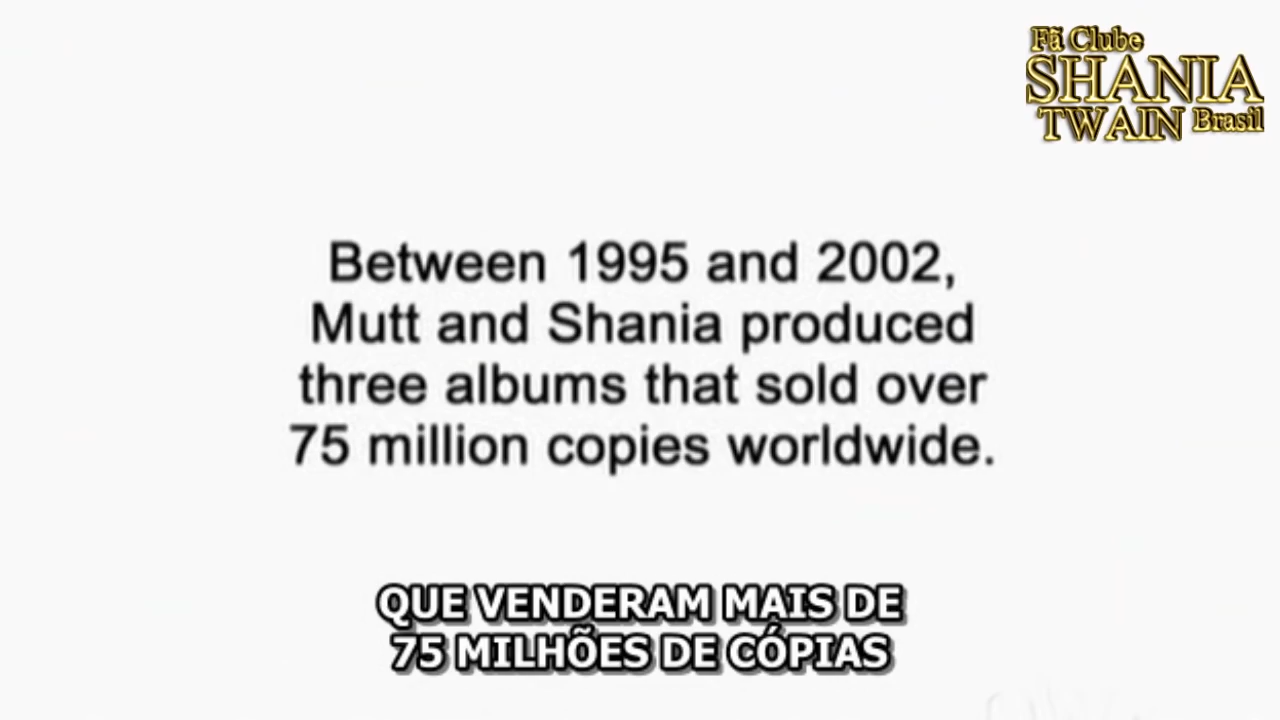 Fã Clube
SHANIA
TWAIN Brasil
Between 1995 and 2002,
Mutt and Shania produced
three albums that sold over
75 million copies worldwide.
QUE VENDERAM MAIS DE
75 MILHÕES DE CÓPIAS